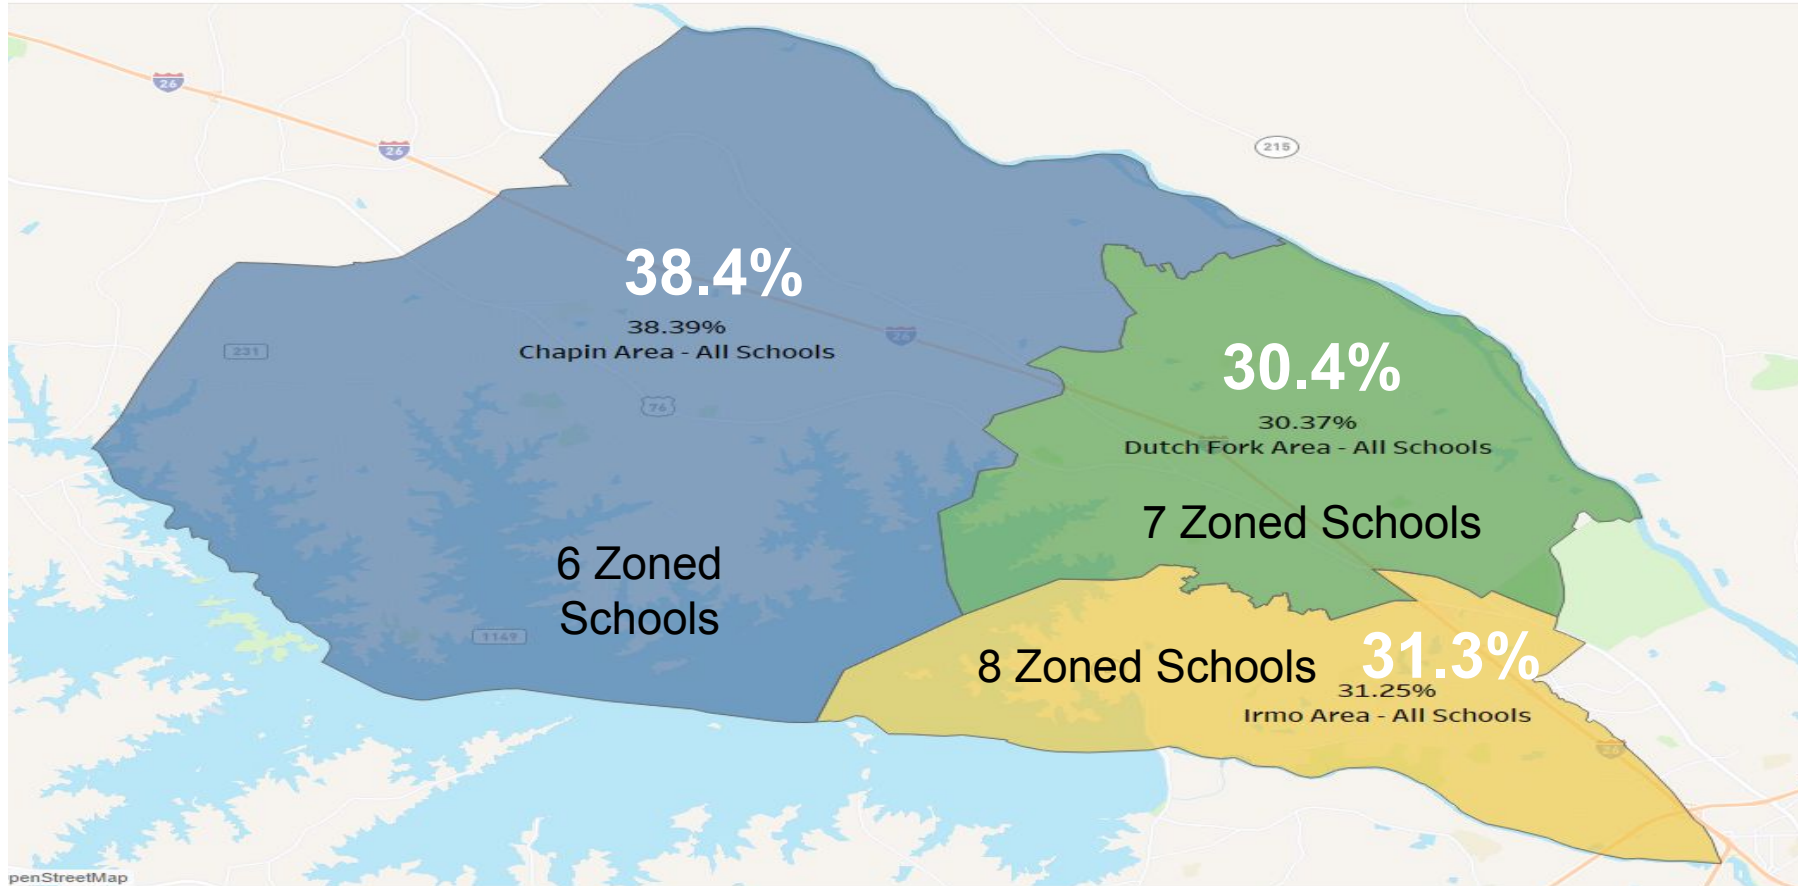 26
26
215
38.4%
38.39%
Chapin Area - All Schools
26
231
76
30.4%
30.37%
Dutch Fork Area - All Schools
7 Zoned Schools
6 Zoned
Schools
1149
8 Zoned Schools
31.3%
31.25%
Irmo Area - All Schools
26
penStreetMap